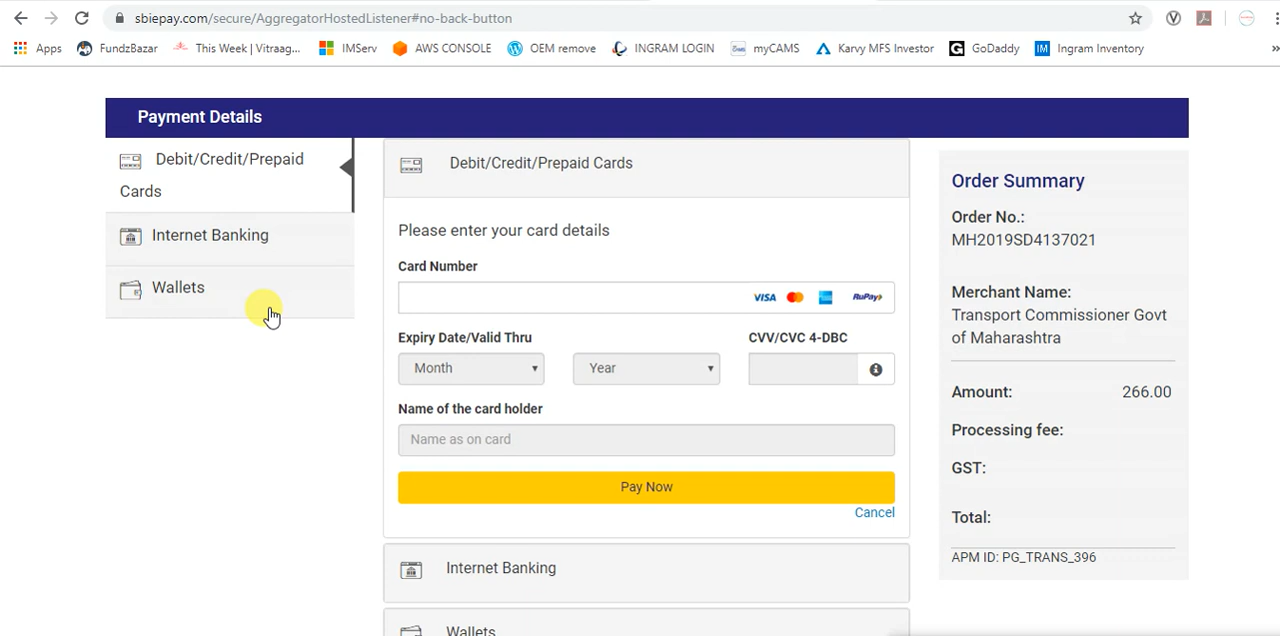 sbiepay.com/secure/AggregatorHostedListener#no-back-button
Apps FundzBazar This Week | Vitraag... IMServ AWS CONSOLE OEM remove INGRAM LOGIN myCAMS Karvy MFS Investor GoDaddy IM Ingram Inventory »
Payment Details
Debit/Credit/Prepaid
Cards
Internet Banking
Wallets
Debit/Credit/Prepaid Cards
Please enter your card details
Card Number
VISA RuPay
Expiry Date/Valid Thru CVV/CVC 4-DBC
Month Year
Name of the card holder
Name as on card
Pay Now
Cancel
Internet Banking
Wallets
Order Summary
Order No.:
MH2019SD4137021
Merchant Name:
Transport Commissioner Govt
of Maharashtra
Amount: 266.00
Processing fee:
GST:
Total:
APM ID: PG_TRANS_396